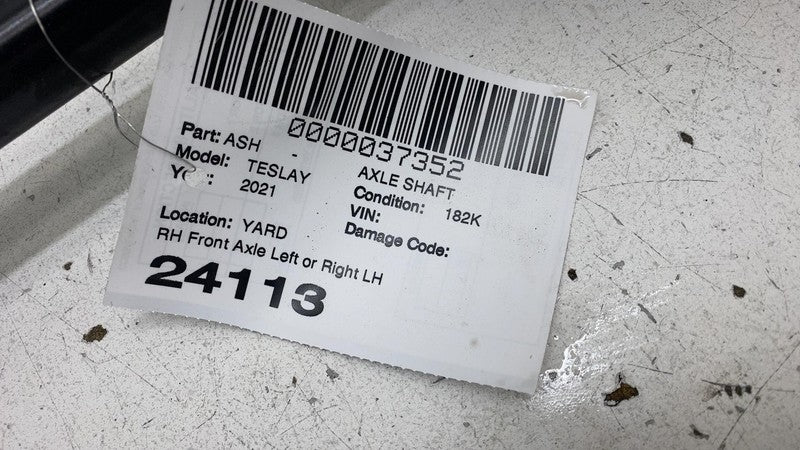 0000037352
Part: ASH - AXLE SHAFT
Model: TESLAY Condition: 182K
2021 VIN:
Damage Code:
Location: YARD
RH Front Axle Left or Right LH
24113